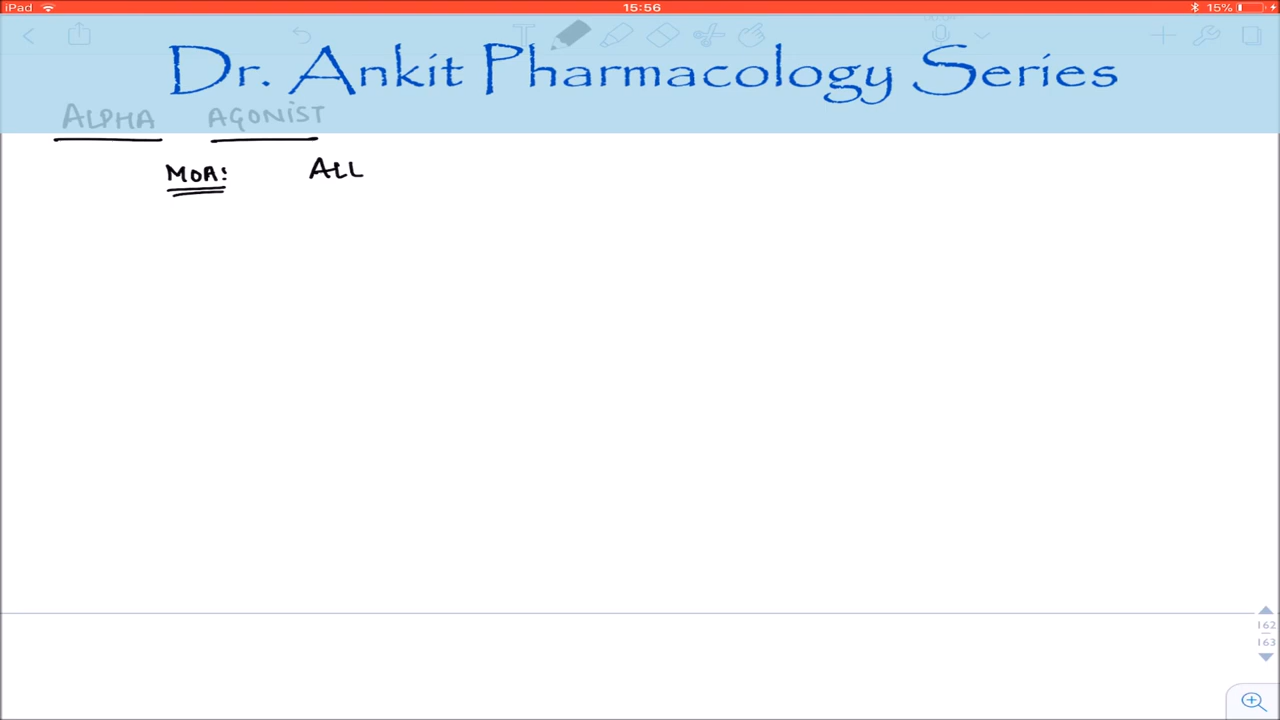 iPad 15:56 15%
Dr. Ankit Pharmacology Series
ALPHA AGONIST
MOA: ALL
162
163